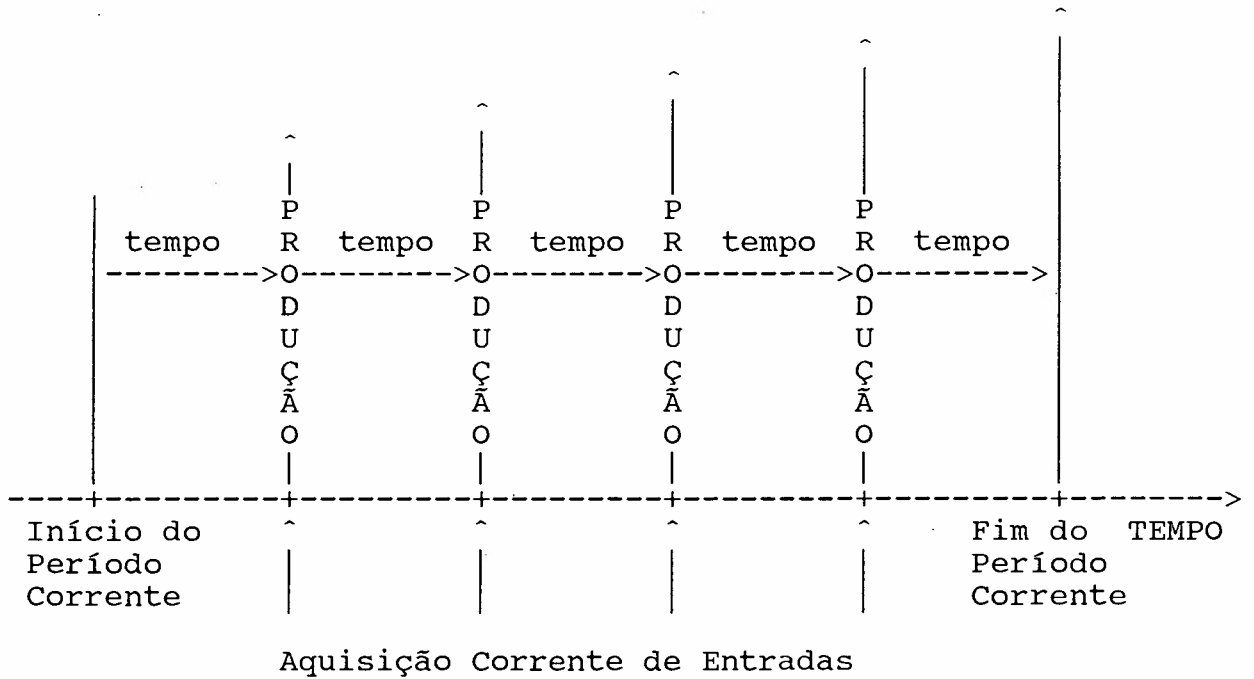 P P P P
tempo R tempo R tempo R tempo R tempo
--------->O-------->O-------->O-------->O-------->
D D D D
U U U U
Ç Ç Ç Ç
Ã Ã Ã Ã
O O O O
Início do Fim do TEMPO
Período Período
Corrente Corrente
Aquisição Corrente de Entradas